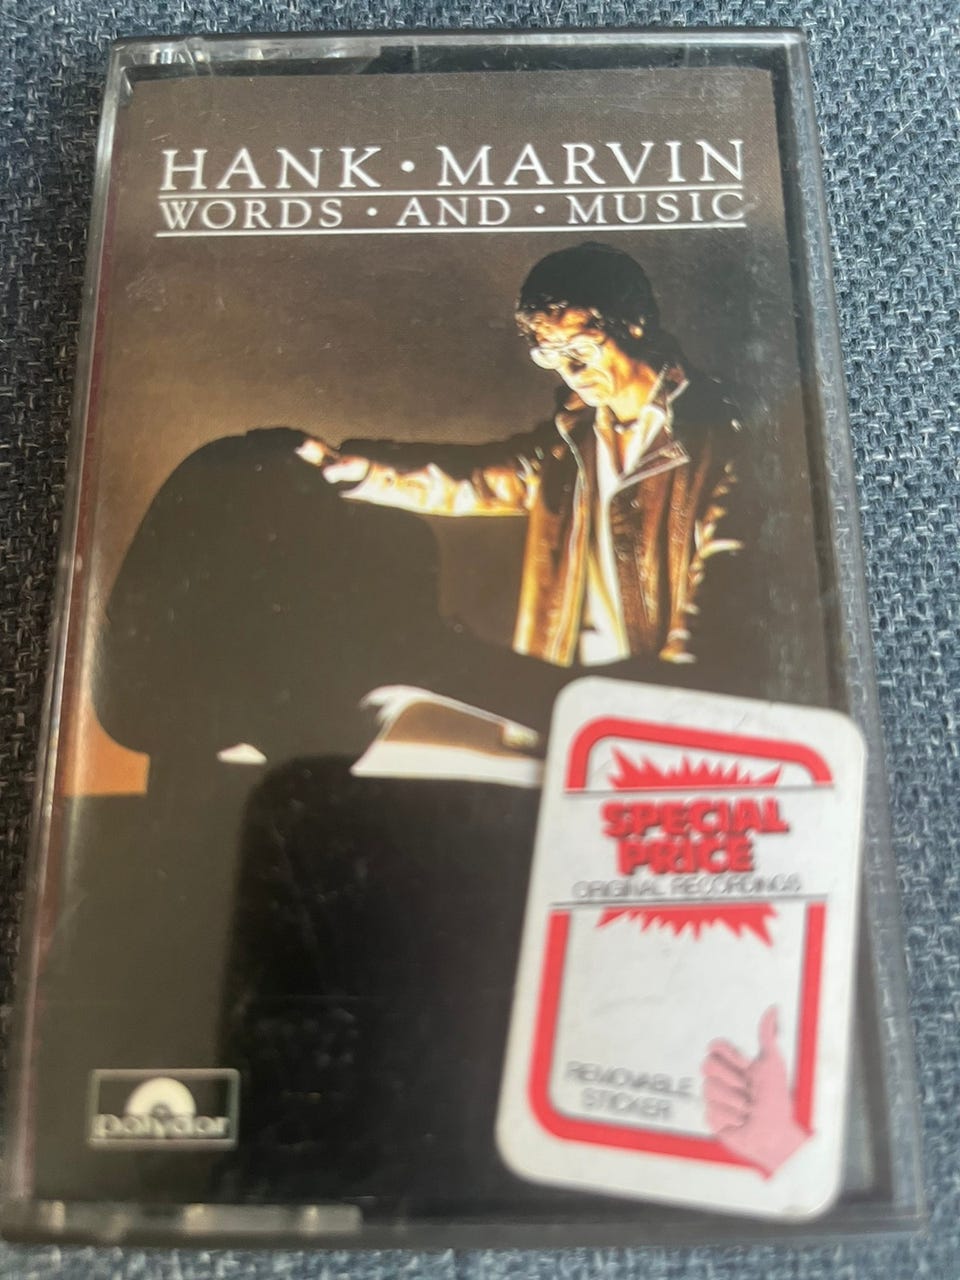 HANK · MARVIN
WORDS · AND · MUSIC
SPECIAL
PRICE
ORIGINAL RECORDINGS
REMOVABLE
STICKER
polydor